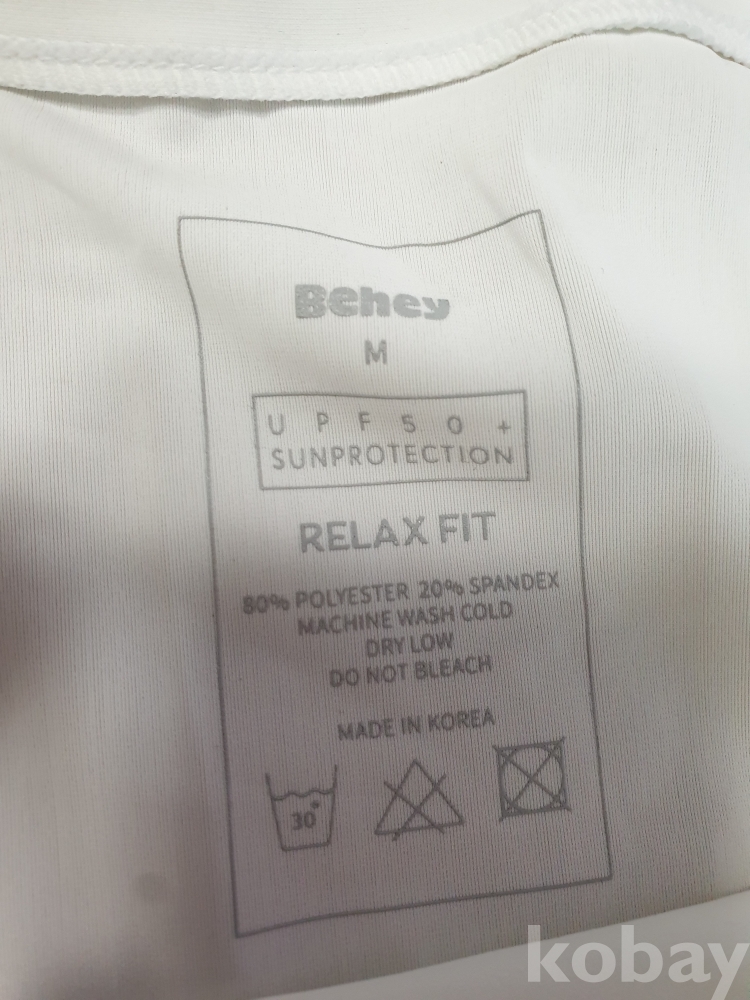 Behey
M
UPF50+
SUNPROTECTION
RELAX FIT
80% POLYESTER 20% SPANDEX
MACHINE WASH COLD
DRY LOW
DO NOT BLEACH
MADE IN KOREA
30°
kobay